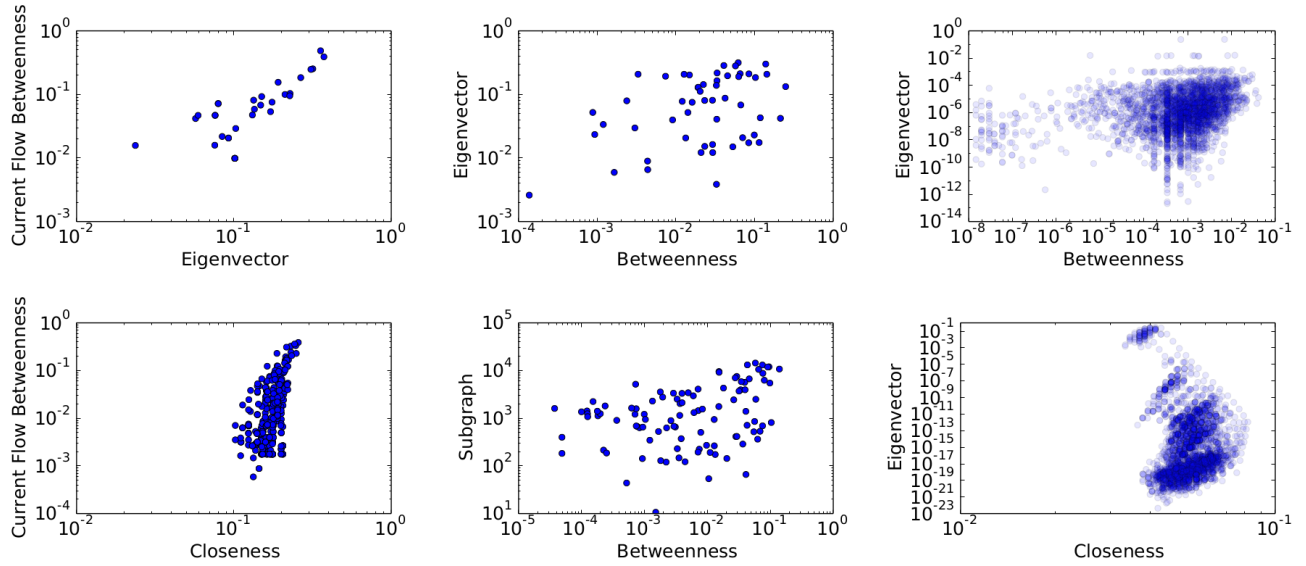 Current Flow Betweenness
10^0
10^-1
10^-2
10^-3
10^-2 10^-1 10^0
Eigenvector
Eigenvector
10^0
10^-1
10^-2
10^-3
10^-4 10^-3 10^-2 10^-1 10^0
Betweenness
Eigenvector
10^0
10^-2
10^-4
10^-6
10^-8
10^-10
10^-12
10^-14
10^-8 10^-7 10^-6 10^-5 10^-4 10^-3 10^-2 10^-1
Betweenness
Current Flow Betweenness
10^0
10^-1
10^-2
10^-3
10^-4
10^-2 10^-1 10^0
Closeness
Subgraph
10^5
10^4
10^3
10^2
10^1
10^-5 10^-4 10^-3 10^-2 10^-1 10^0
Betweenness
Eigenvector
10^-1
10^-3
10^-5
10^-7
10^-9
10^-11
10^-13
10^-15
10^-17
10^-19
10^-21
10^-23
10^-2 10^-1
Closeness